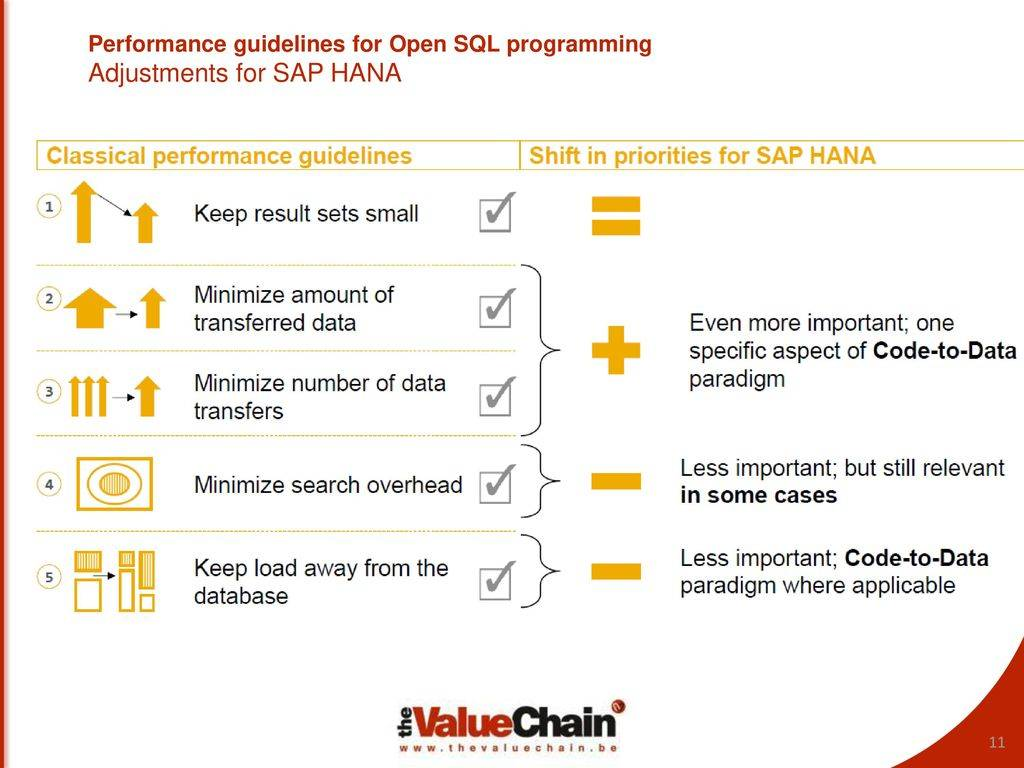 Performance guidelines for Open SQL programming
Adjustments for SAP HANA
Classical performance guidelines
Shift in priorities for SAP HANA
1
Keep result sets small
2
Minimize amount of
transferred data
3
Minimize number of data
transfers
Even more important; one
specific aspect of Code-to-Data
paradigm
4
Minimize search overhead
Less important; but still relevant
in some cases
5
Keep load away from the
database
Less important; Code-to-Data
paradigm where applicable
the ValueChain
www.thevaluechain.be
11